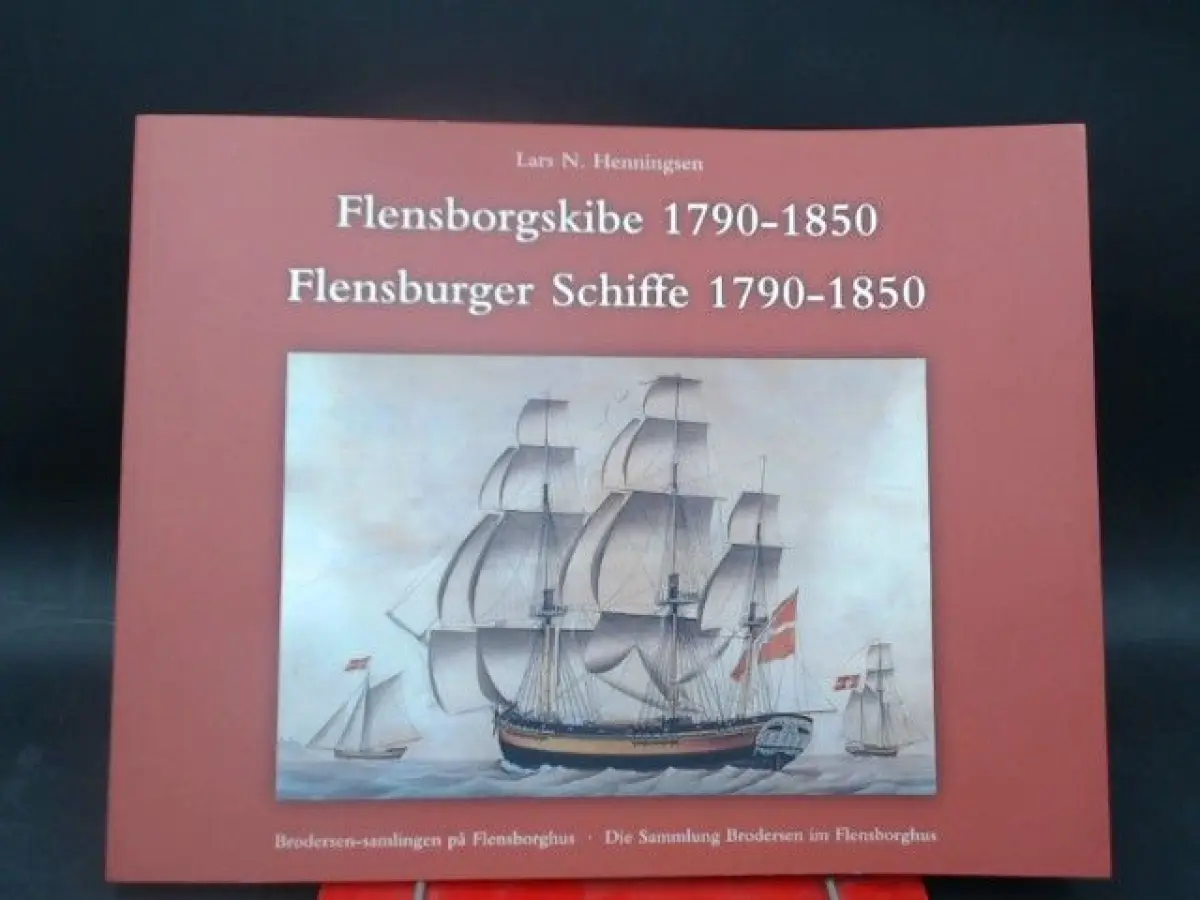 Lars N. Henningsen
Flensborgskibe 1790-1850
Flensburger Schiffe 1790-1850
Brodersen-samlingen på Flensborghus · Die Sammlung Brodersen im Flensborghus